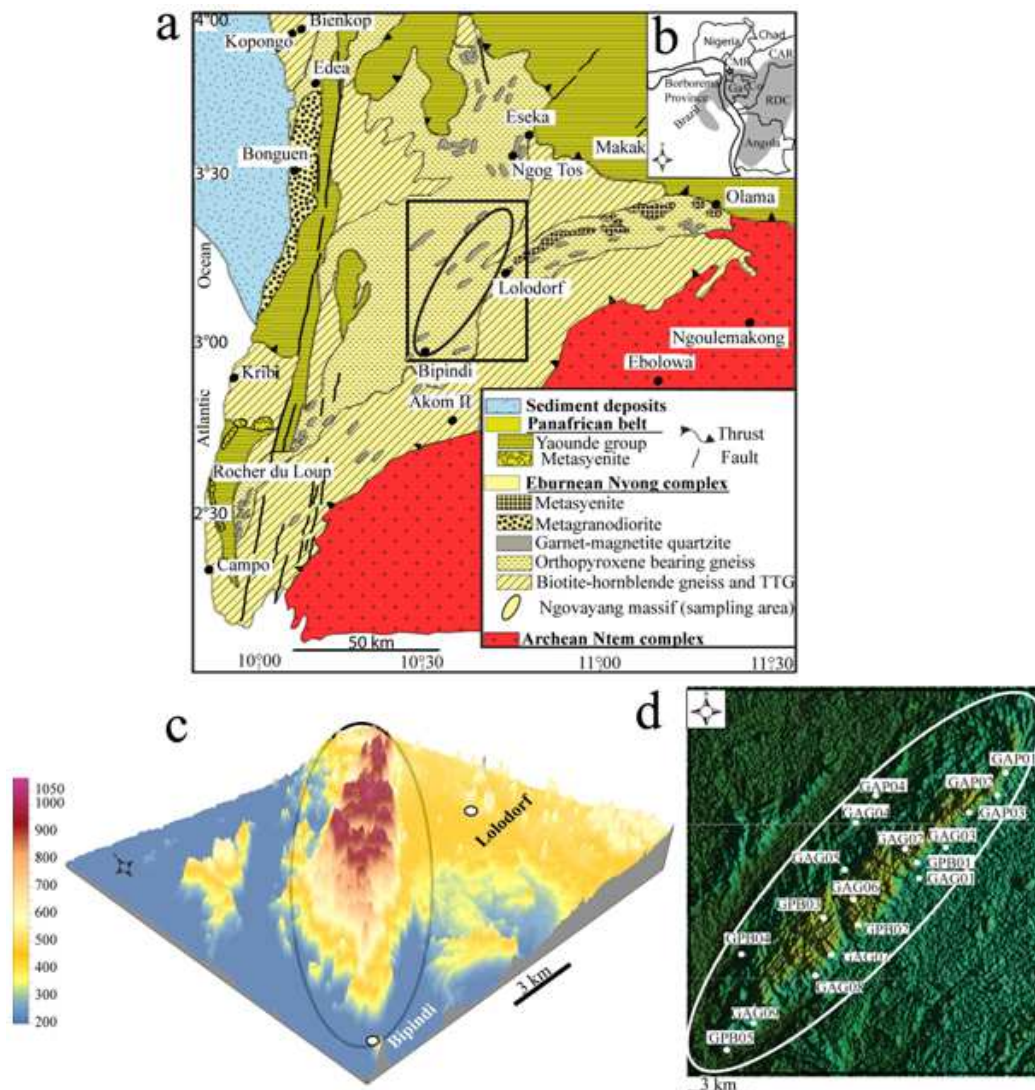 a
4°00
Bienkop
Kopongo
Edea
Eseka
Makak
Bonguen
3°30
Ngog Tos
Olama
Ocean
Lolodorf
Ngoulemakong
3°00
Bipindi
Ebolowa
Kribi
Akom II
Atlantic
Rocher du Loup
2°30
Campo
50 km
10°00
10°30
11°00
11°30
b
Nigeria
Chad
CMR
CAR
Borborema
Province
Brazil
RDC
Angola
Sediment deposits
Panafrican belt
Yaounde group
Metasyenite
Thrust
Fault
Eburnean Nyong complex
Metasyenite
Metagranodiorite
Garnet-magnetite quartzite
Orthopyroxene bearing gneiss
Biotite-hornblende gneiss and TTG
Ngovayang massif (sampling area)
Archean Ntem complex
c
1050
1000
900
800
700
600
500
400
300
200
Lolodorf
Bipindi
3 km
d
GAP01
GAP02
GAP04
GAP03
GAG04
GAG03
GAG02
GPB01
GAG05
GAG01
GAG06
GPB03
GPB02
GPB04
GAG07
GAG08
GAG09
GPB05
3 km